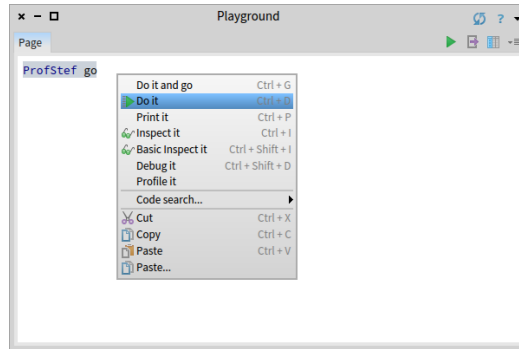 Playground
?
Page
ProfStef go
Do it and go Ctrl + G
Do it Ctrl + D
Print it Ctrl + P
Inspect it Ctrl + I
Basic Inspect it Ctrl + Shift + I
Debug it Ctrl + Shift + D
Profile it
Code search...
Cut Ctrl + X
Copy Ctrl + C
Paste Ctrl + V
Paste...